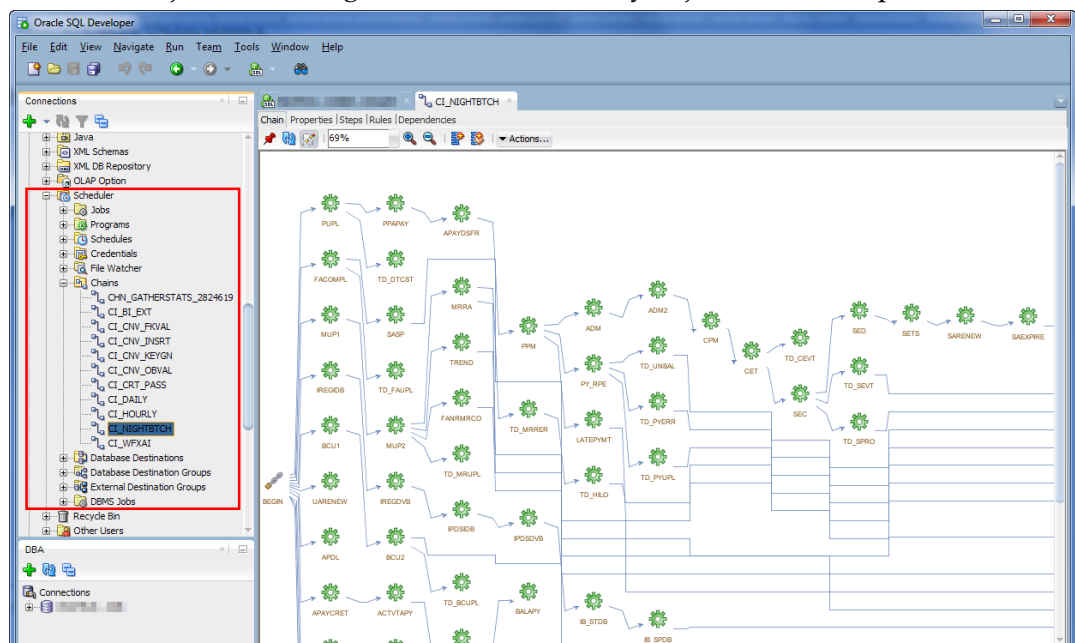 Oracle SQL Developer
File Edit View Navigate Run Team Tools Window Help
Connections
CI_NIGHTBTCH
Chain Properties Steps Rules Dependencies
69%
Actions...
Java
XML Schemas
XML DB Repository
OLAP Option
Scheduler
Jobs
Programs
Schedules
Credentials
File Watcher
Chains
CHN_GATHERSTATS_2824619
CI_BI_EXT
CI_CNV_FKVAL
CI_CNV_INSRT
CI_CNV_KEYGN
CI_CNV_OBVAL
CI_CRT_PASS
CI_DAILY
CI_HOURLY
CI_NIGHTBTCH
CI_WFXAI
Database Destinations
Database Destination Groups
External Destination Groups
DBMS Jobs
Recycle Bin
Other Users
DBA
Connections
PUPL PPAPAY APAYDSFR
FACOMPL TD_DTCST
MRRA ADM ADM2
MUP1 SASP PPM CPM SED SETS SARENEW SAEXPIRE
TREND TD_UNBAL CET TD_CEVT
IREGIDB TD_FAUPL PY_RPE TD_SEVT
FANRMRCO TD_MRRER LATEPYMT TD_PYERR SEC
BCU1 MUP2 TD_SPRO
TD_MRUPL TD_HILO TD_PYUPL
BEGIN UARENEW IREGDVB
IPDSIDB IPDSDVB
APDL BCU2
TD_BCUPL BALAPY
APAYCRET ACTVTAPY IB_STDB
IB_SPDB